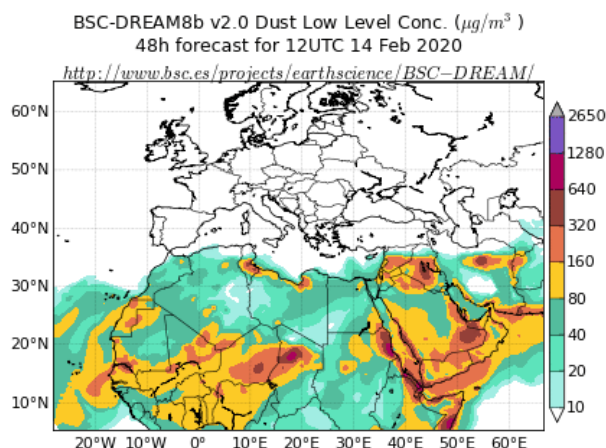 BSC-DREAM8b v2.0 Dust Low Level Conc. (μg/m³ )
48h forecast for 12UTC 14 Feb 2020
http://www.bsc.es/projects/earthscience/BSC−DREAM/
60°N
50°N
40°N
30°N
20°N
10°N
20°W 10°W 0° 10°E 20°E 30°E 40°E 50°E 60°E
2650
1280
640
320
160
80
40
20
10